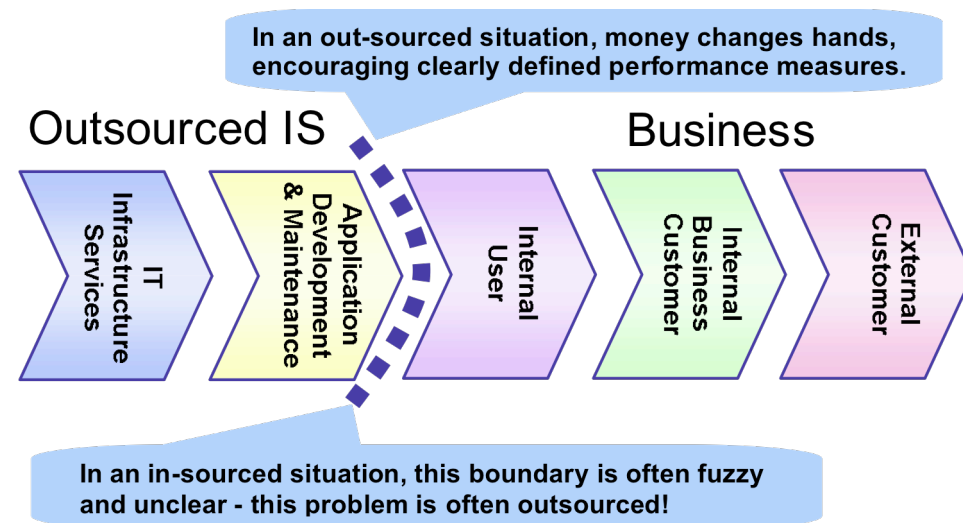 In an out-sourced situation, money changes hands,
encouraging clearly defined performance measures.
Outsourced IS
Business
IT
Infrastructure
Services
Application
Development
& Maintenance
Internal
User
Internal
Business
Customer
External
Customer
In an in-sourced situation, this boundary is often fuzzy
and unclear - this problem is often outsourced!